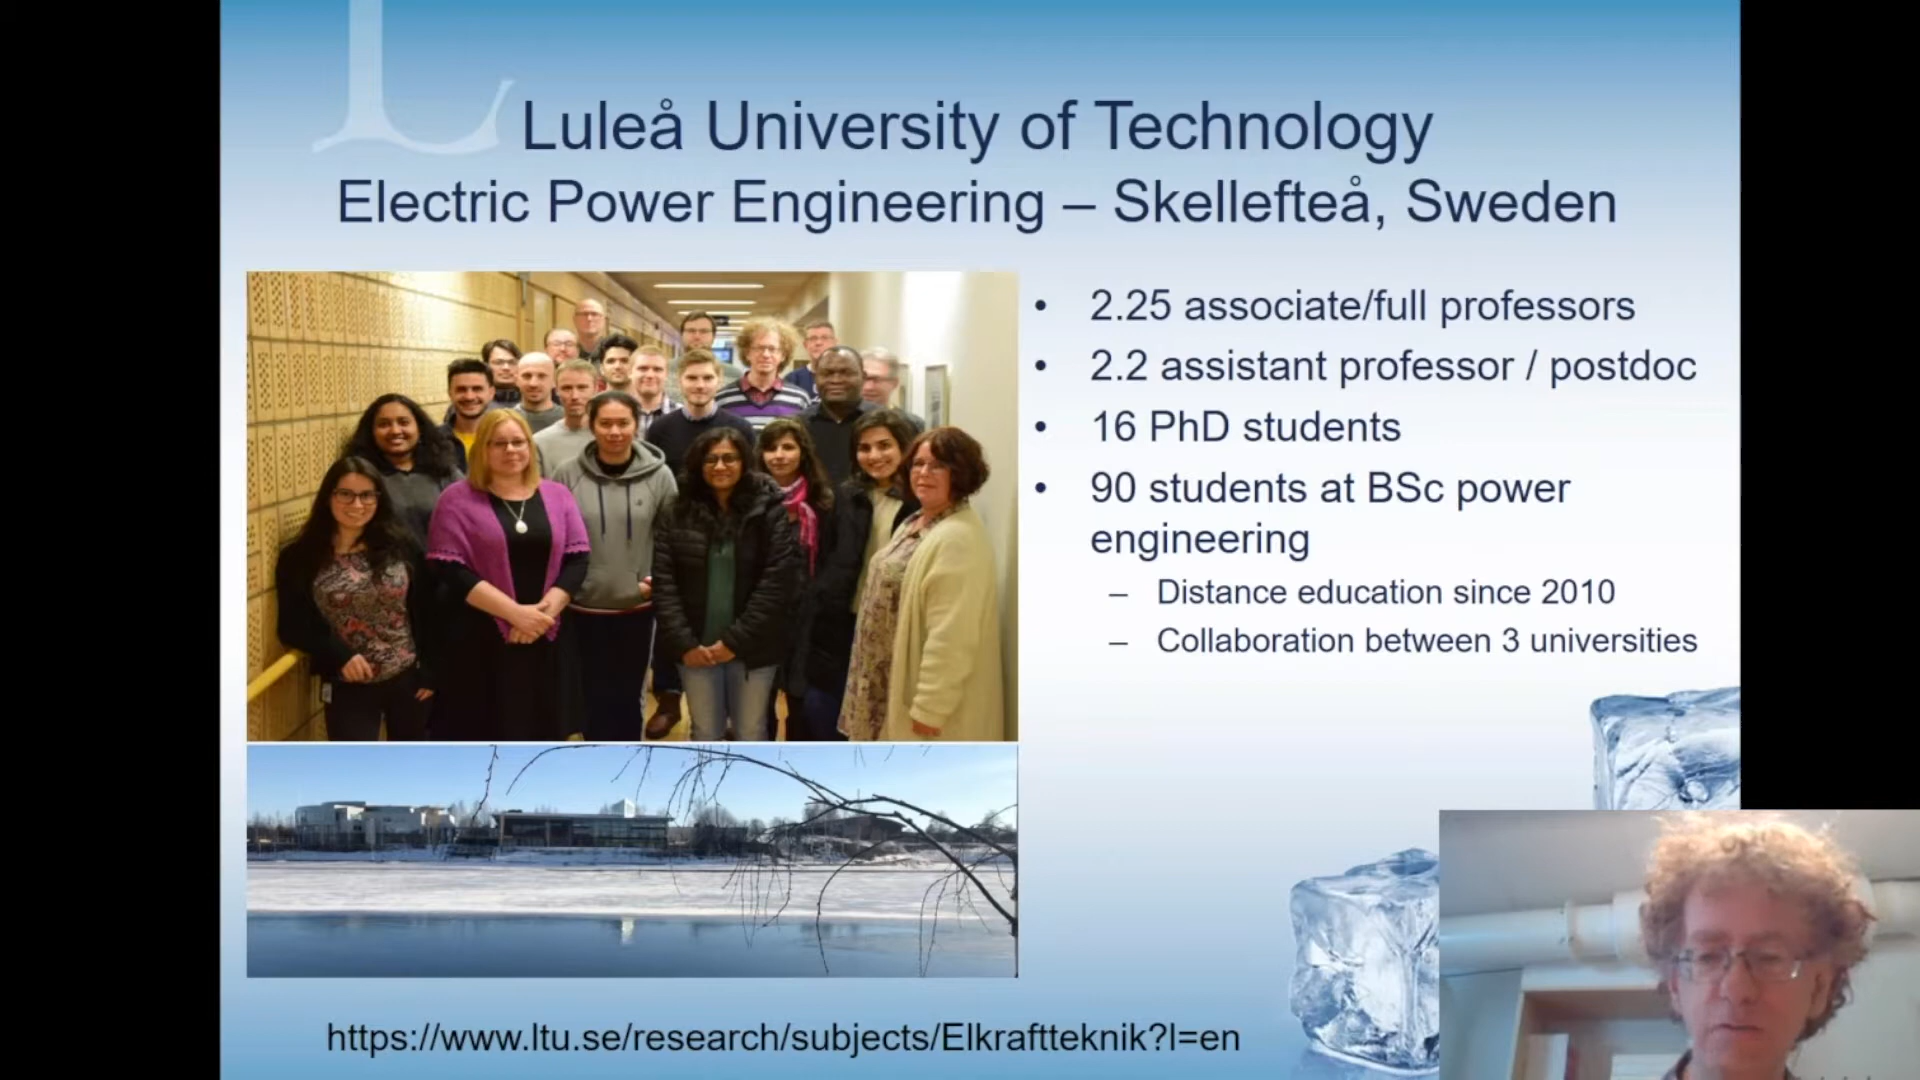 Luleå University of Technology
Electric Power Engineering – Skellefteå, Sweden
• 2.25 associate/full professors
• 2.2 assistant professor / postdoc
• 16 PhD students
• 90 students at BSc power
engineering
– Distance education since 2010
– Collaboration between 3 universities
https://www.ltu.se/research/subjects/Elkraftteknik?l=en